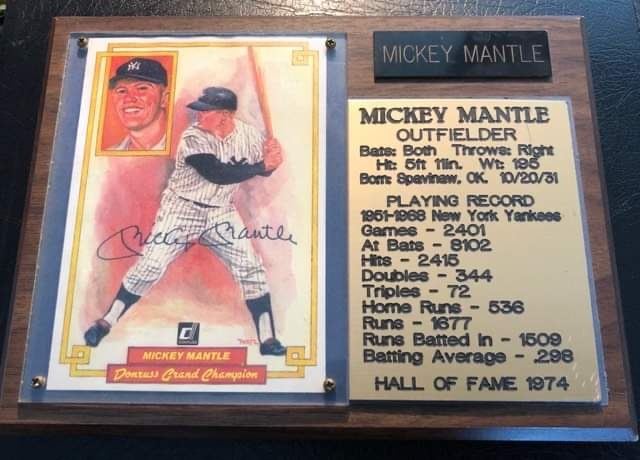 MICKEY MANTLE
NY
Mickey Mantle
DONRUSS
MICKEY MANTLE
Donruss Grand Champion
MICKEY MANTLE
OUTFIELDER
Bats: Both Throws: Right
Ht: 5ft 11in. Wt: 195
Born: Spavinaw, OK. 10/20/31
PLAYING RECORD
1951-1968 New York Yankees
Games - 2401
At Bats - 8102
Hits - 2415
Doubles - 344
Triples - 72
Home Runs - 536
Runs - 1677
Runs Batted In - 1509
Batting Average - .298
HALL OF FAME 1974